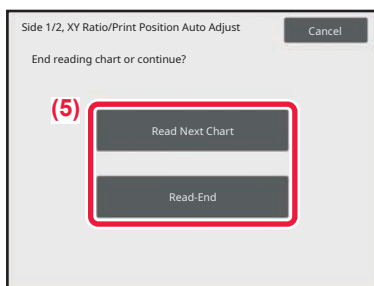 Side 1/2, XY Ratio/Print Position Auto Adjust
Cancel
End reading chart or continue?
(5)
Read Next Chart
Read-End